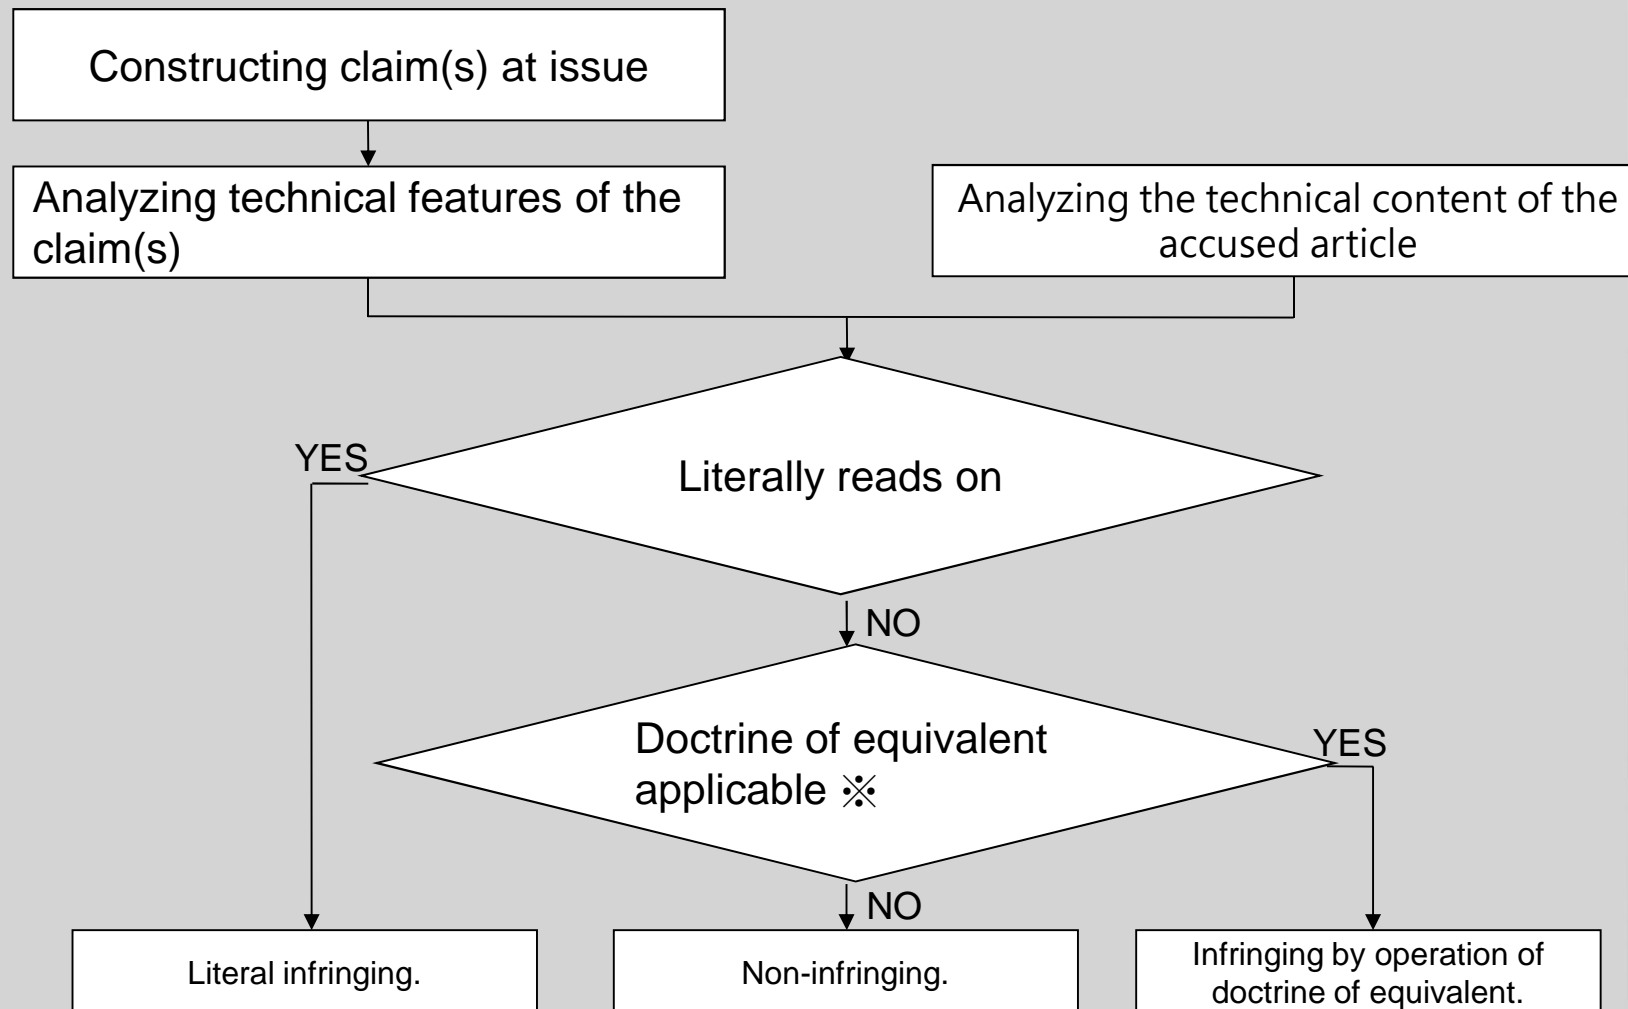 Constructing claim(s) at issue
Analyzing technical features of the
claim(s)
Analyzing the technical content of the
accused article
YES
Literally reads on
NO
Doctrine of equivalent
applicable ※
YES
NO
Literal infringing.
Non-infringing.
Infringing by operation of
doctrine of equivalent.